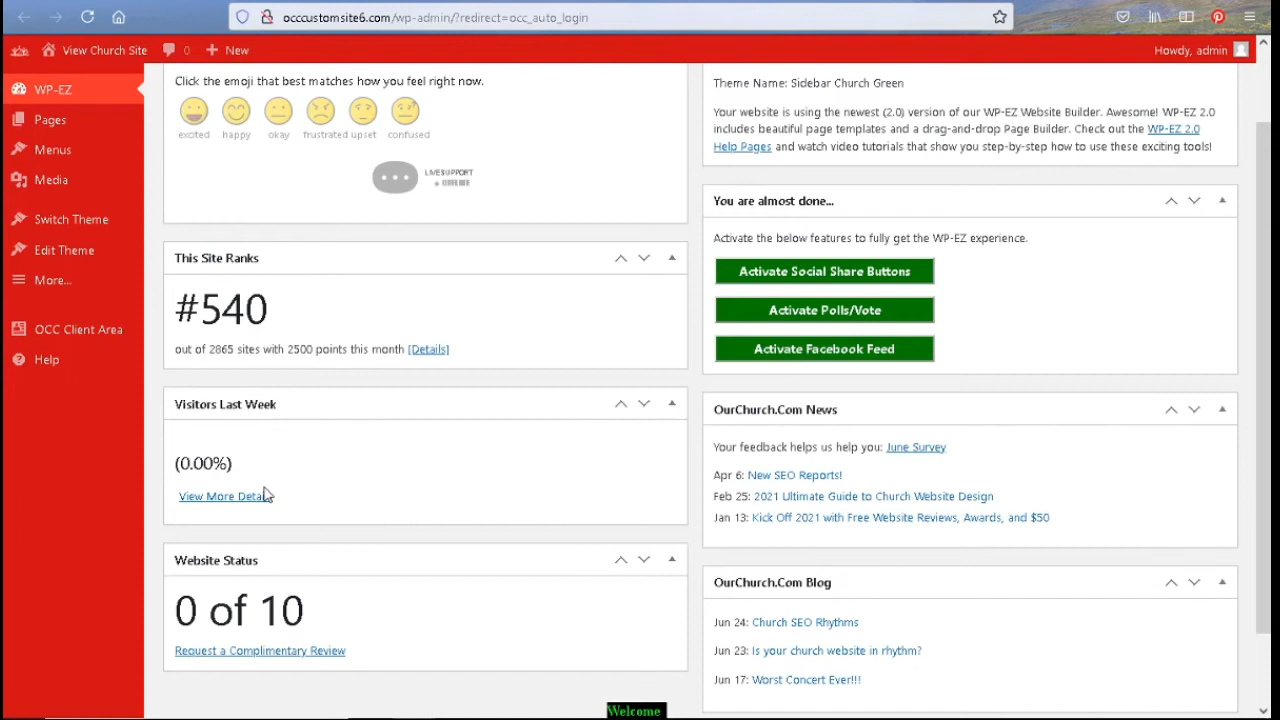 occcustomsite6.com/wp-admin/?redirect=occ_auto_login
View Church Site
0
New
Howdy, admin
WP-EZ
Pages
Menus
Media
Switch Theme
Edit Theme
More...
OCC Client Area
Help
Click the emoji that best matches how you feel right now.
excited happy okay frustrated upset confused
LIVE SUPPORT
OFFLINE
This Site Ranks
#540
out of 2865 sites with 2500 points this month [Details]
Visitors Last Week
(0.00%)
View More Details
Website Status
0 of 10
Request a Complimentary Review
Theme Name: Sidebar Church Green
Your website is using the newest (2.0) version of our WP-EZ Website Builder. Awesome! WP-EZ 2.0
includes beautiful page templates and a drag-and-drop Page Builder. Check out the WP-EZ 2.0
Help Pages and watch video tutorials that show you step-by-step how to use these exciting tools!
You are almost done...
Activate the below features to fully get the WP-EZ experience.
Activate Social Share Buttons
Activate Polls/Vote
Activate Facebook Feed
OurChurch.Com News
Your feedback helps us help you: June Survey
Apr 6: New SEO Reports!
Feb 25: 2021 Ultimate Guide to Church Website Design
Jan 13: Kick Off 2021 with Free Website Reviews, Awards, and $50
OurChurch.Com Blog
Jun 24: Church SEO Rhythms
Jun 23: Is your church website in rhythm?
Jun 17: Worst Concert Ever!!!
Welcome